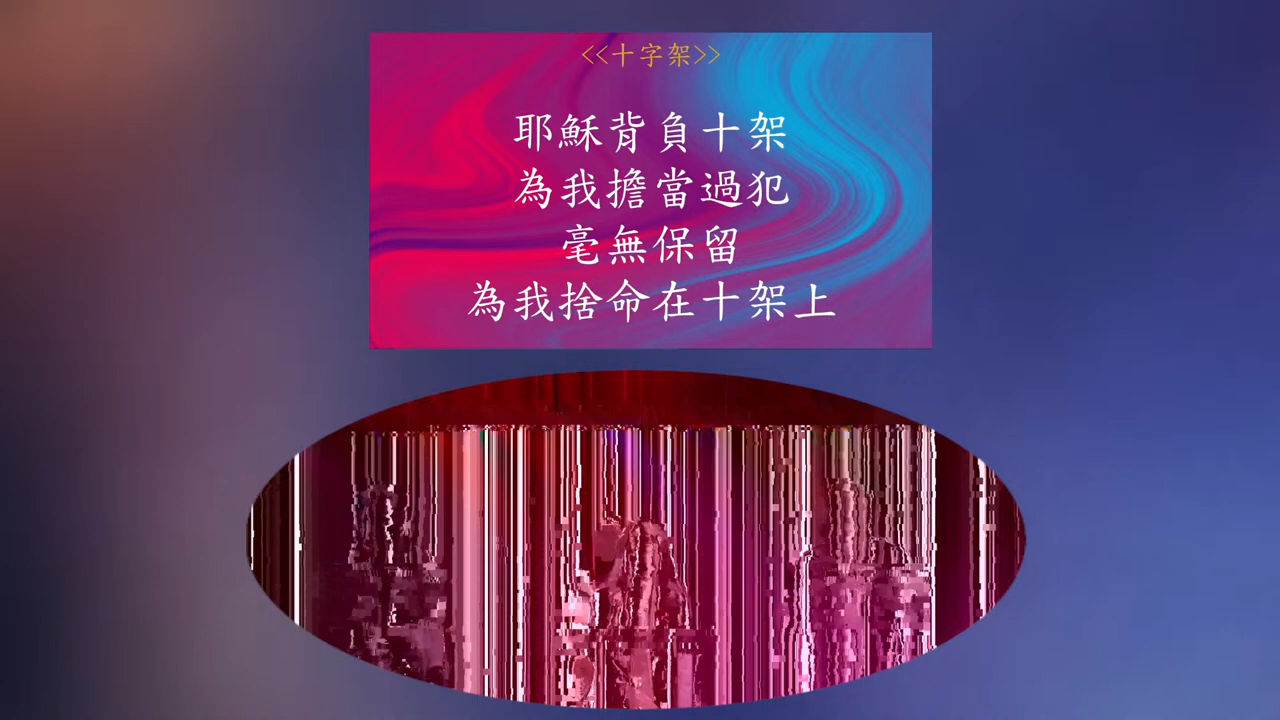 <<十字架>>
耶穌背負十架
為我擔當過犯
毫無保留
為我捨命在十架上